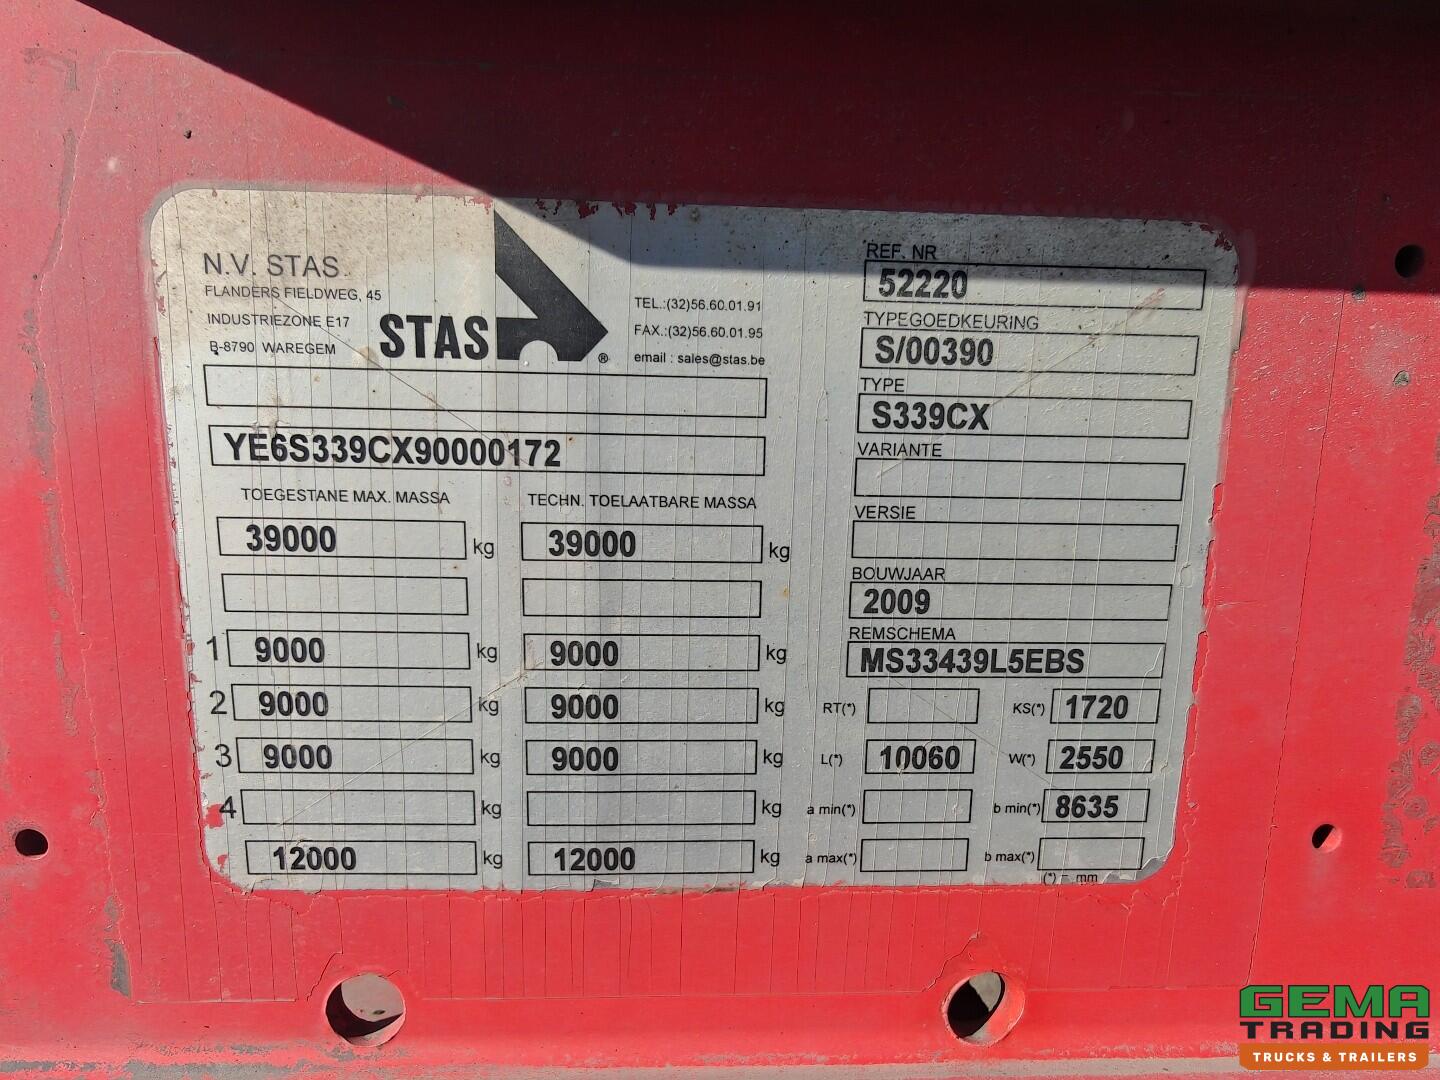 N.V. STAS
FLANDERS FIELDWEG, 45
INDUSTRIEZONE E17
B-8790 WAREGEM
STAS ®
TEL.:(32)56.60.01.91
FAX.:(32)56.60.01.95
email : sales@stas.be
YE6S339CX90000172
TOEGESTANE MAX. MASSA TECHN. TOELAATBARE MASSA
39000 kg 39000 kg
1 9000 kg 9000 kg
2 9000 kg 9000 kg
3 9000 kg 9000 kg
4 kg kg
12000 kg 12000 kg
REF. NR
52220
TYPEGOEDKEURING
S/00390
TYPE
S339CX
VARIANTE
VERSIE
BOUWJAAR
2009
REMSCHEMA
MS33439L5EBS
RT(*) KS(*) 1720
L(*) 10060 W(*) 2550
a min(*) b min(*) 8635
a max(*) b max(*)
(*) = mm
GEMA
TRADING
TRUCKS & TRAILERS